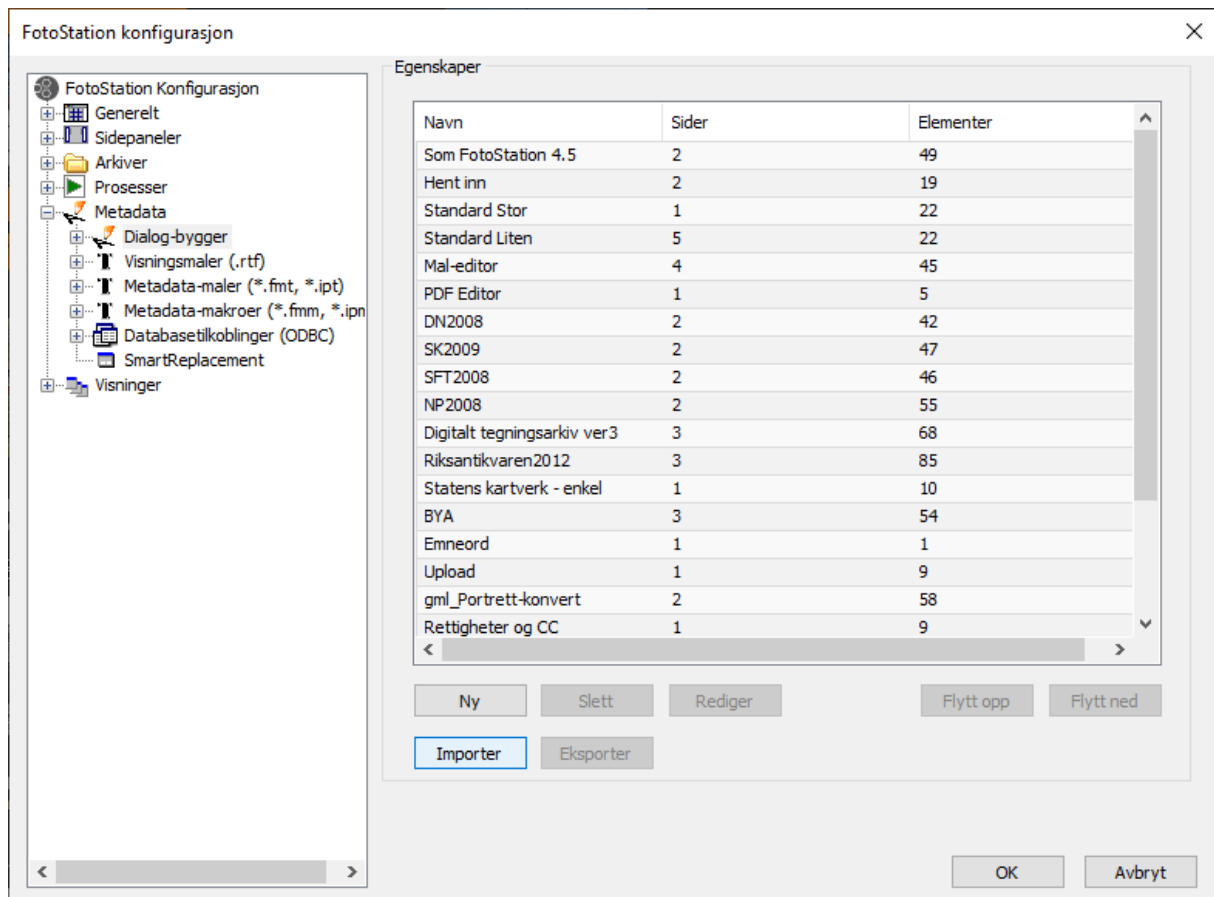 FotoStation konfigurasjon
FotoStation Konfigurasjon
Generelt
Sidepaneler
Arkiver
Prosesser
Metadata
Dialog-bygger
Visningsmaler (.rtf)
Metadata-maler (*.fmt, *.ipt)
Metadata-makroer (*.fmm, *.ipm
Databasetilkoblinger (ODBC)
SmartReplacement
Visninger
Egenskaper
Navn Sider Elementer
Som FotoStation 4.5 2 49
Hent inn 2 19
Standard Stor 1 22
Standard Liten 5 22
Mal-editor 4 45
PDF Editor 1 5
DN2008 2 42
SK2009 2 47
SFT2008 2 46
NP2008 2 55
Digitalt tegningsarkiv ver3 3 68
Riksantikvaren2012 3 85
Statens kartverk - enkel 1 10
BYA 3 54
Emneord 1 1
Upload 1 9
gml_Portrett-konvert 2 58
Rettigheter og CC 1 9
Ny Slett Rediger Flytt opp Flytt ned
Importer Eksporter
OK Avbryt